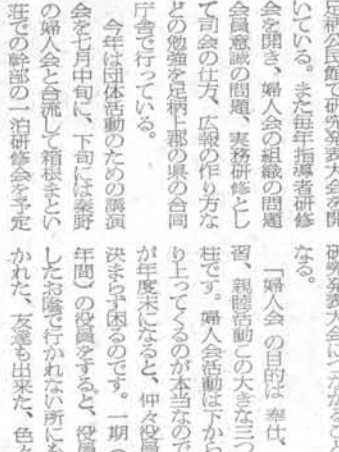 足柄公民館で研究発表大会を開
いている。また毎年指導者研修
会を開き、婦人会の組織の問題
会員意識の問題、実務研修とし
て司会の仕方、広報の作り方な
どの勉強を足柄上郡の県の合同
庁舎で行っている。
今年は団体活動のための講演
会を七月中旬に、下旬には秦野
の婦人会と合流して箱根まとい
荘での幹部の一泊研修会を予定
研究発表大会につながること
なる。
「婦人会」の目的は 奉仕、
習、親睦活動この大きな三つ
柱です。婦人会活動は下から
り上ってくるのが本当なので
が年度末になると、仲々役員
決まらず困るのです。一期(
年間)の役員をすると、役員
したお陰で行かれない所にも
かれた、友達も出来た、色々